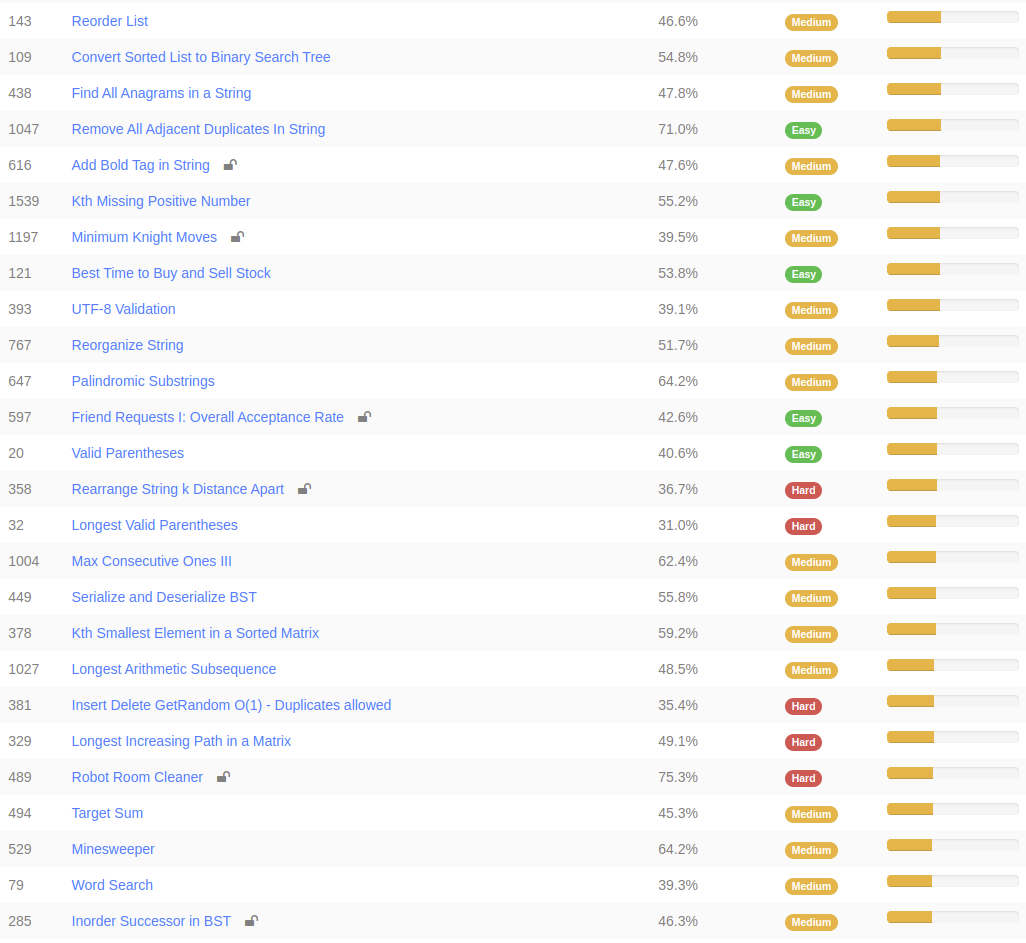 143 Reorder List 46.6% Medium
109 Convert Sorted List to Binary Search Tree 54.8% Medium
438 Find All Anagrams in a String 47.8% Medium
1047 Remove All Adjacent Duplicates In String 71.0% Easy
616 Add Bold Tag in String 47.6% Medium
1539 Kth Missing Positive Number 55.2% Easy
1197 Minimum Knight Moves 39.5% Medium
121 Best Time to Buy and Sell Stock 53.8% Easy
393 UTF-8 Validation 39.1% Medium
767 Reorganize String 51.7% Medium
647 Palindromic Substrings 64.2% Medium
597 Friend Requests I: Overall Acceptance Rate 42.6% Easy
20 Valid Parentheses 40.6% Easy
358 Rearrange String k Distance Apart 36.7% Hard
32 Longest Valid Parentheses 31.0% Hard
1004 Max Consecutive Ones III 62.4% Medium
449 Serialize and Deserialize BST 55.8% Medium
378 Kth Smallest Element in a Sorted Matrix 59.2% Medium
1027 Longest Arithmetic Subsequence 48.5% Medium
381 Insert Delete GetRandom O(1) - Duplicates allowed 35.4% Hard
329 Longest Increasing Path in a Matrix 49.1% Hard
489 Robot Room Cleaner 75.3% Hard
494 Target Sum 45.3% Medium
529 Minesweeper 64.2% Medium
79 Word Search 39.3% Medium
285 Inorder Successor in BST 46.3% Medium